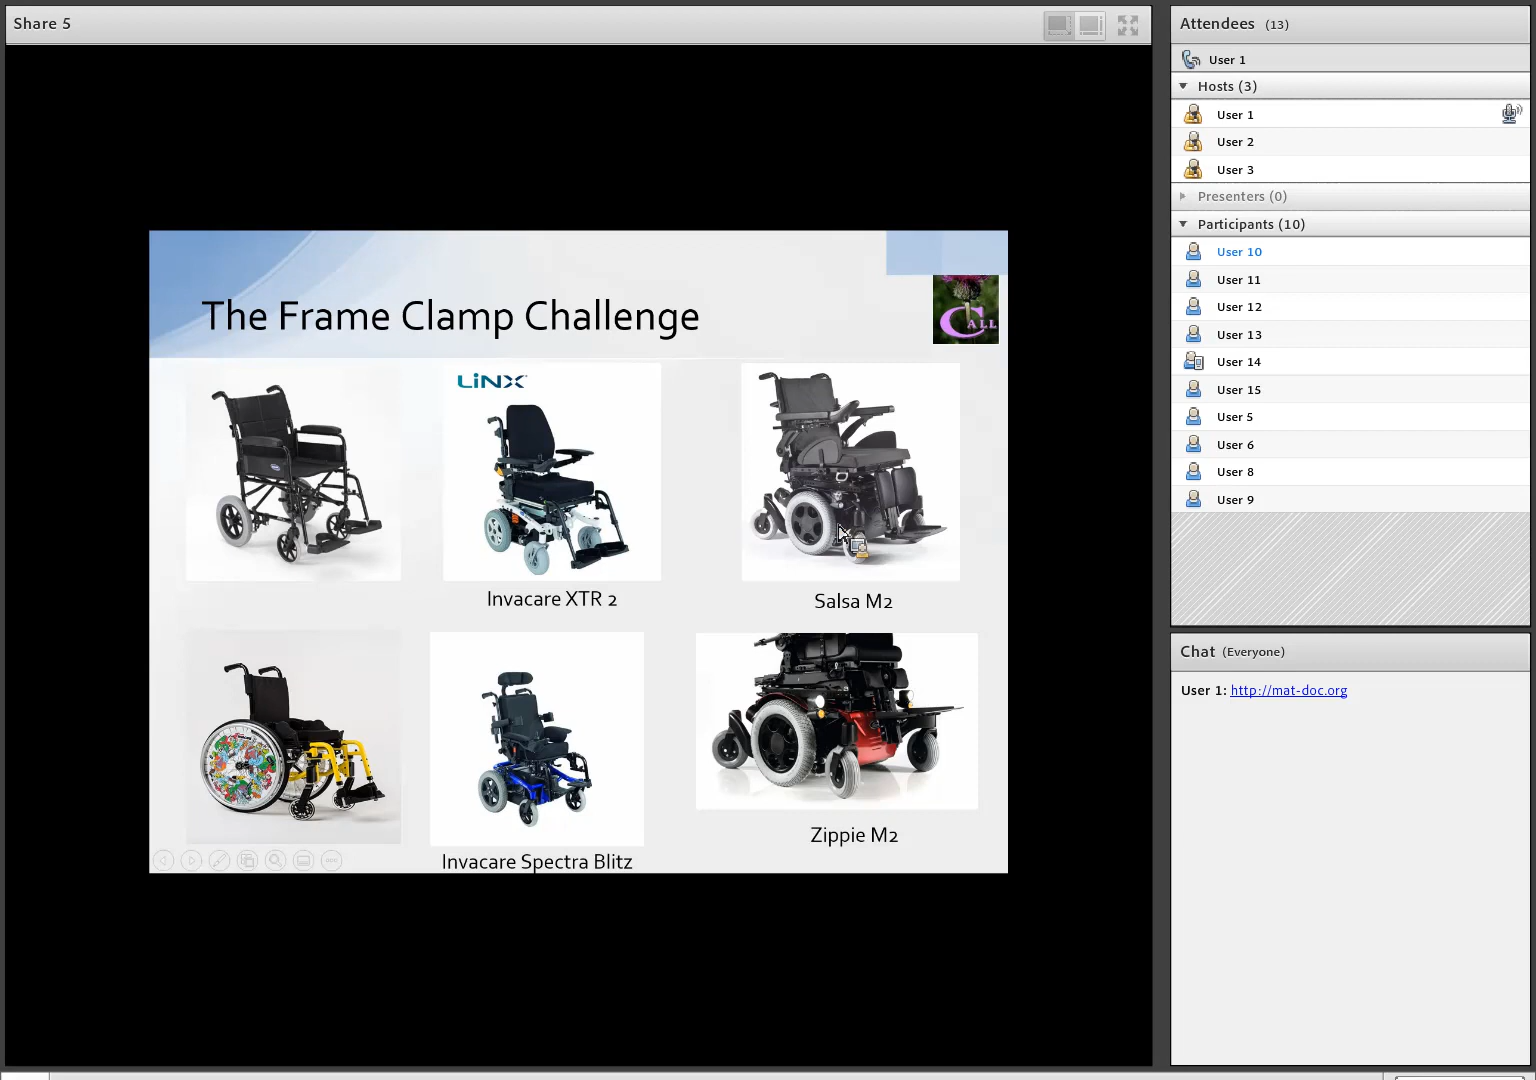 Share 5
The Frame Clamp Challenge
CALL
LiNX
Invacare XTR 2
Salsa M2
Invacare Spectra Blitz
Zippie M2
Attendees (13)
User 1
Hosts (3)
User 1
User 2
User 3
Presenters (0)
Participants (10)
User 10
User 11
User 12
User 13
User 14
User 15
User 5
User 6
User 8
User 9
Chat (Everyone)
User 1: http://mat-doc.org